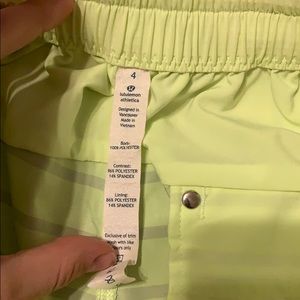 4
lululemon
athletica
Designed in
Vancouver
Made in
Vietnam
Body:
100% POLYESTER
Contrast:
86% POLYESTER
14% SPANDEX
Lining:
86% POLYESTER
14% SPANDEX
Exclusive of trim
Wash with like
only